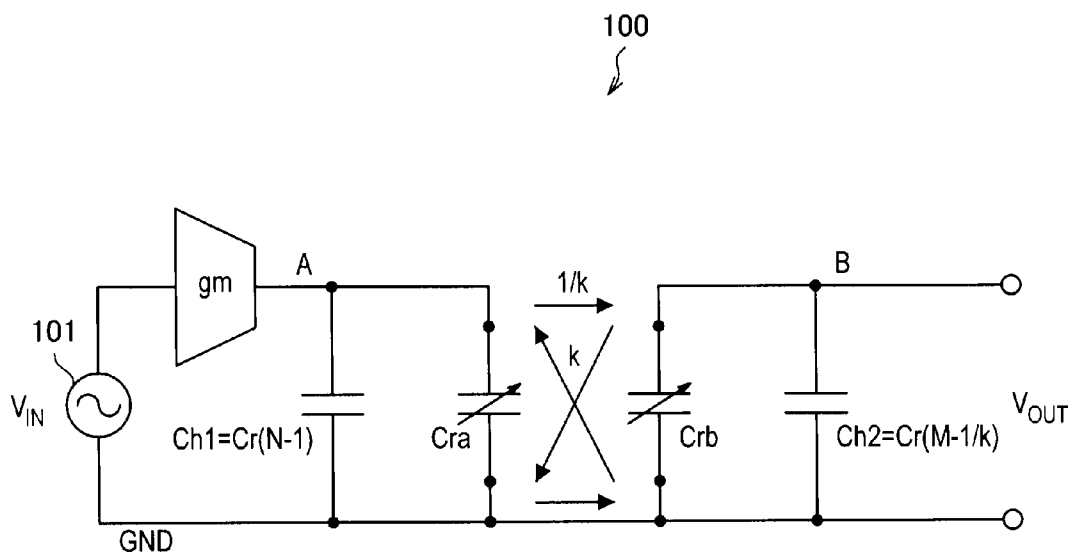 100
A
1/k
B
gm
101
k
V_IN
Ch1=Cr(N-1)
Cra
Crb
Ch2=Cr(M-1/k)
V_OUT
GND